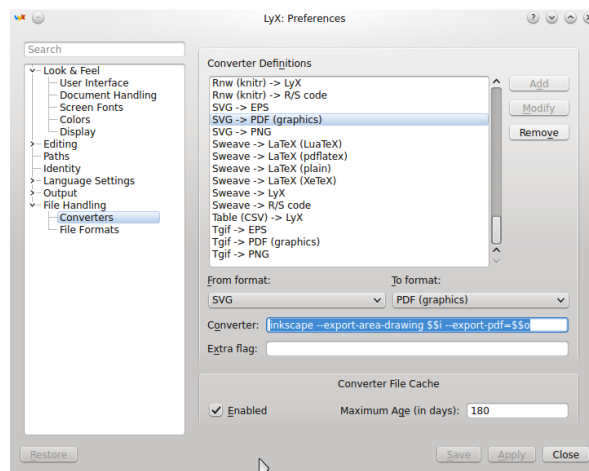 LyX: Preferences
Search
Look & Feel
User Interface
Document Handling
Screen Fonts
Colors
Display
Editing
Paths
Identity
Language Settings
Output
File Handling
Converters
File Formats
Converter Definitions
Rnw (knitr) -> LyX
Rnw (knitr) -> R/S code
SVG -> EPS
SVG -> PDF (graphics)
SVG -> PNG
Sweave -> LaTeX (LuaTeX)
Sweave -> LaTeX (pdflatex)
Sweave -> LaTeX (plain)
Sweave -> LaTeX (XeTeX)
Sweave -> LyX
Sweave -> R/S code
Table (CSV) -> LyX
Tgif -> EPS
Tgif -> PDF (graphics)
Tgif -> PNG
Add
Modify
Remove
From format: To format:
SVG PDF (graphics)
Converter: inkscape --export-area-drawing $$i --export-pdf=$$o
Extra flag:
Converter File Cache
Enabled Maximum Age (in days): 180
Restore Save Apply Close